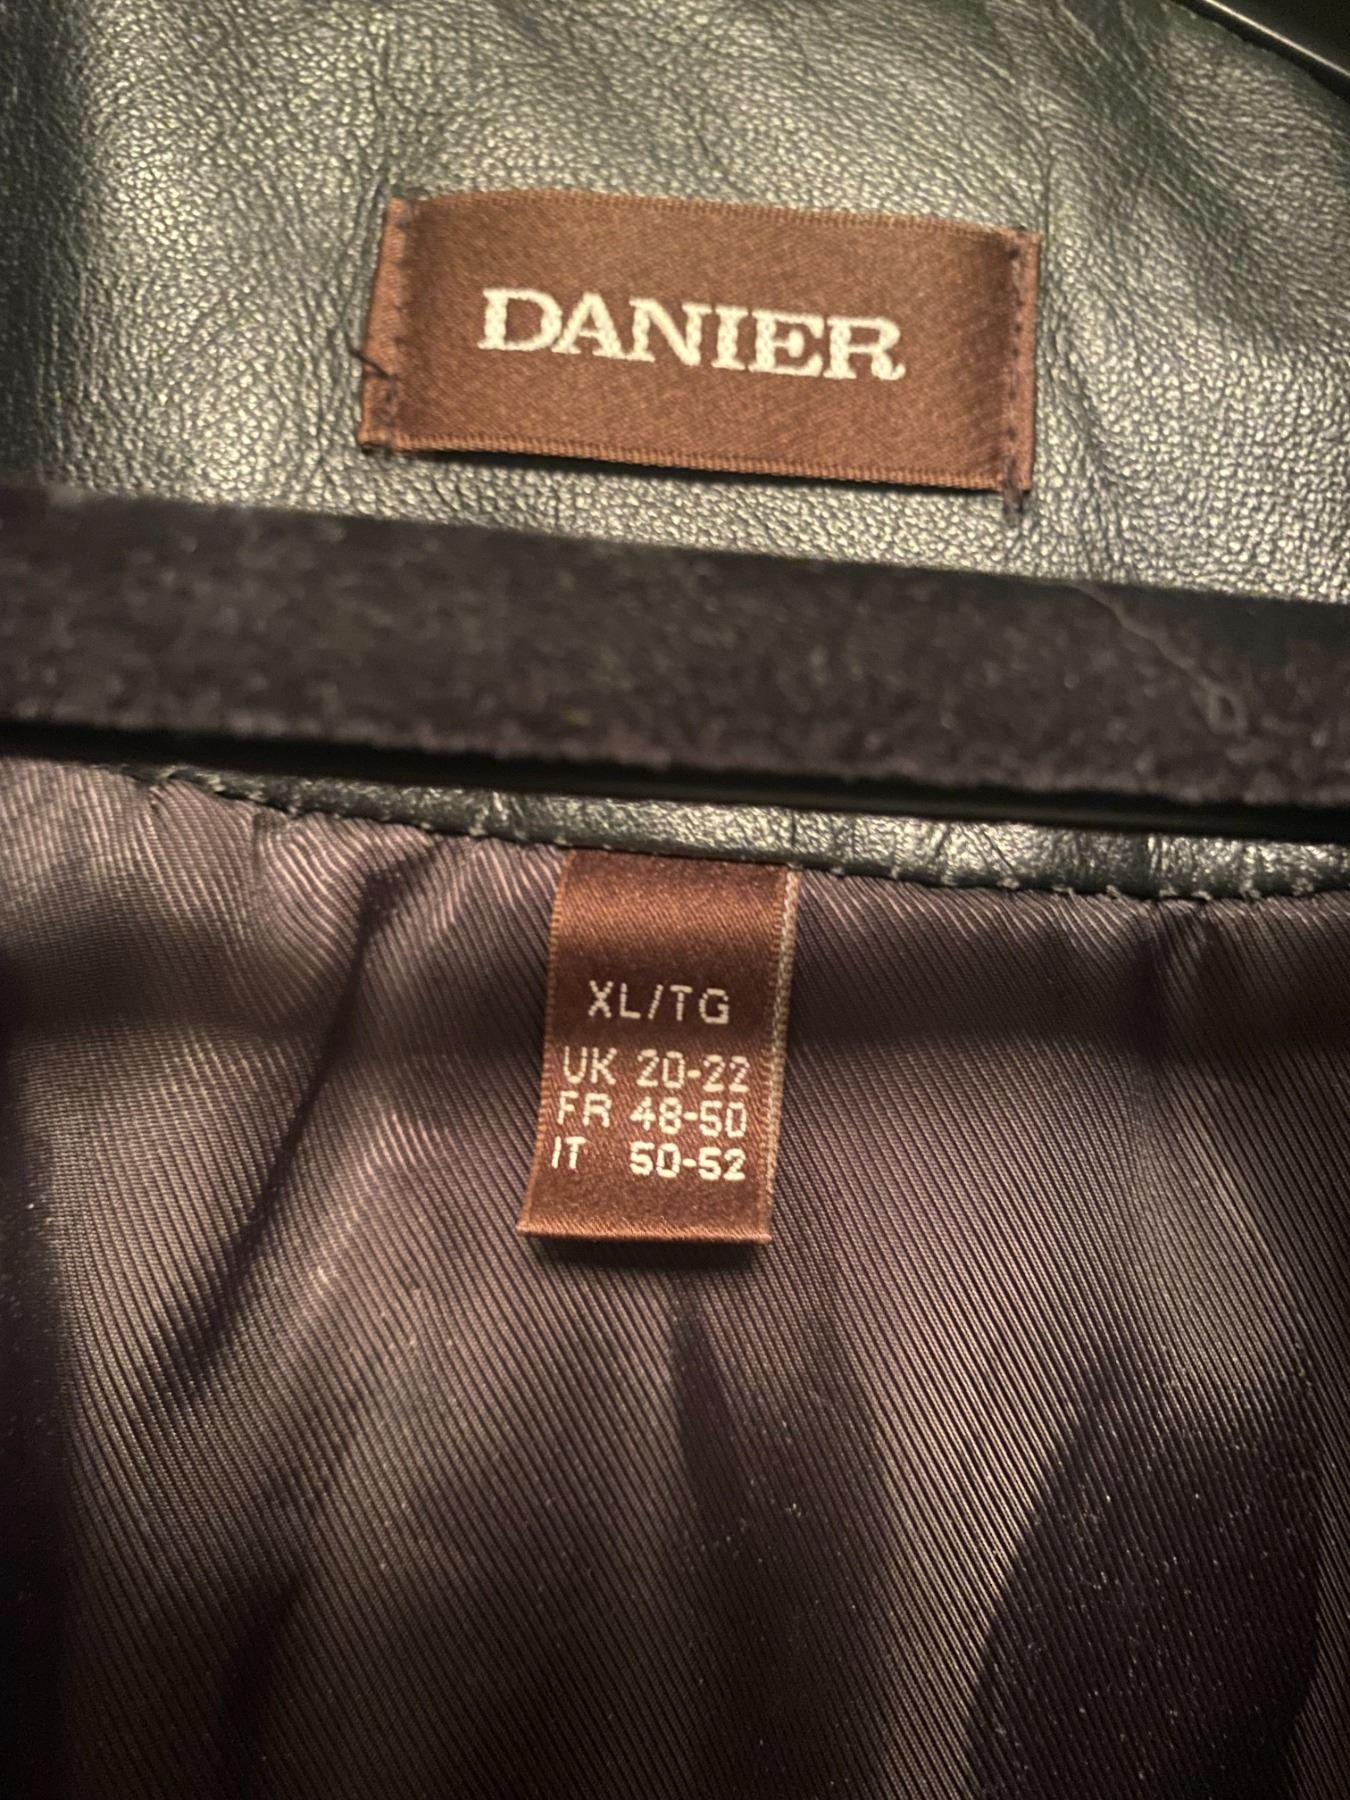 DANIER
XL/TG
UK 20-22
FR 48-50
IT 50-52